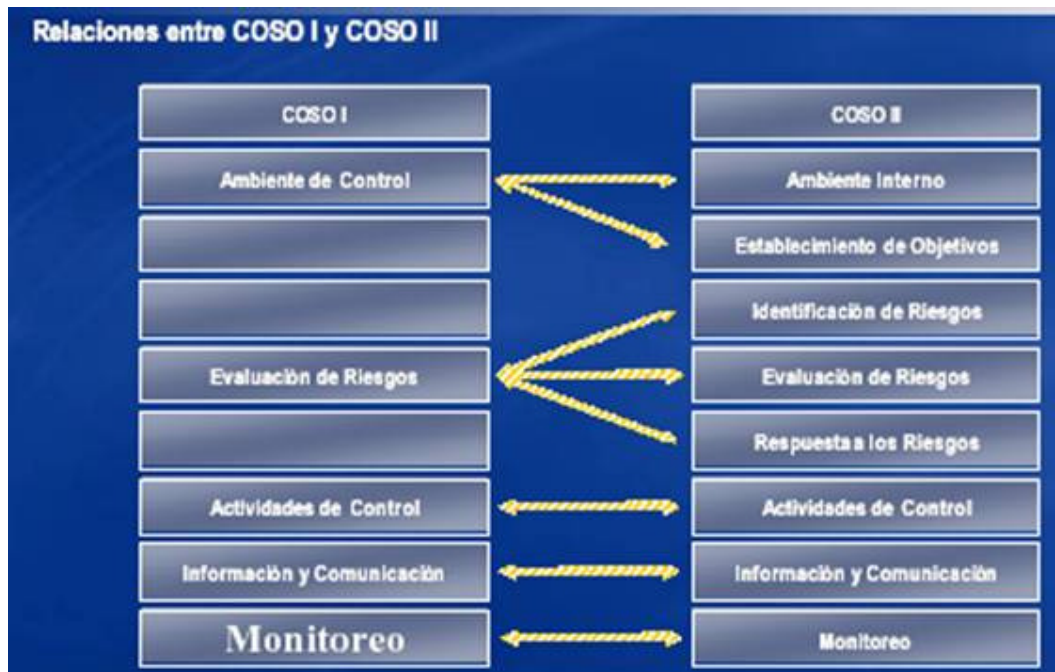 Relaciones entre COSO I y COSO II
COSO I
COSO II
Ambiente de Control
Ambiente Interno
Establecimiento de Objetivos
Identificación de Riesgos
Evaluación de Riesgos
Evaluación de Riesgos
Respuesta a los Riesgos
Actividades de Control
Actividades de Control
Información y Comunicación
Información y Comunicación
Monitoreo
Monitoreo